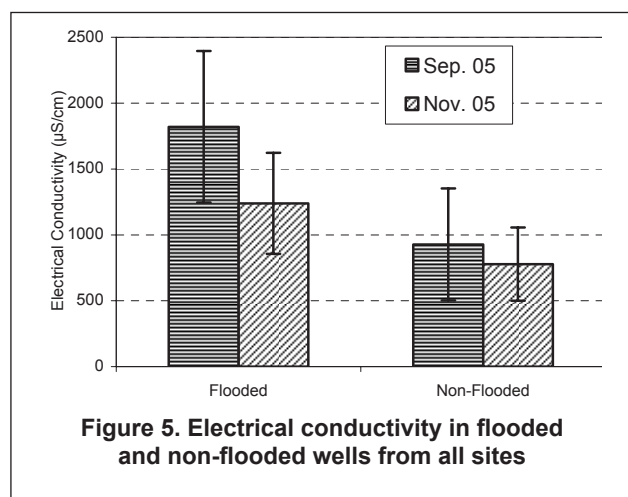 2500
2000
1500
1000
500
0
Electrical Conductivity (µS/cm)
Sep. 05
Nov. 05
Flooded
Non-Flooded
Figure 5. Electrical conductivity in flooded
and non-flooded wells from all sites